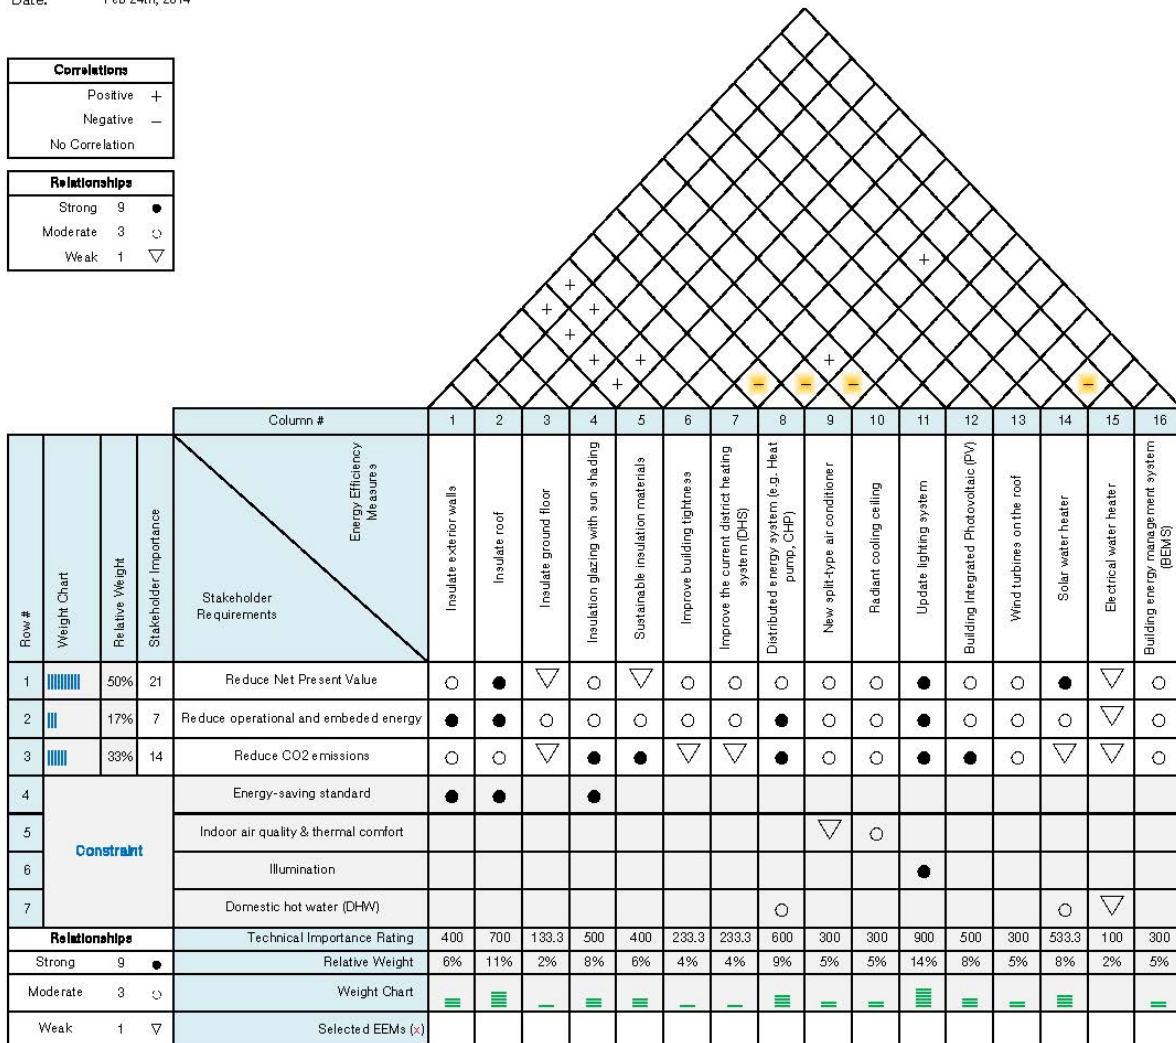 Date: Feb 24th, 2014
Correlations
Positive +
Negative −
No Correlation
Relationships
Strong 9 ●
Moderate 3 ○
Weak 1 ▽
+
+ +
+
+ + +
+
+
− − − −
Column # 1 2 3 4 5 6 7 8 9 10 11 12 13 14 15 16
Row #
Weight Chart
Relative Weight
Stakeholder Importance
Stakeholder
Requirements
Energy Efficiency
Measures
Insulate exterior walls
Insulate roof
Insulate ground floor
Insulation glazing with sun shading
Sustainable insulation materials
Improve building tightness
Improve the current district heating
system (DHS)
Distributed energy system (e.g. Heat
pump, CHP)
New split-type air conditioner
Radiant cooling ceiling
Update lighting system
Building Integrated Photovoltaic (PV)
Wind turbines on the roof
Solar water heater
Electrical water heater
Building energy management system
(BEMS)
1 50% 21 Reduce Net Present Value ○ ● ▽ ○ ▽ ○ ○ ○ ○ ○ ● ○ ○ ● ▽ ○
2 17% 7 Reduce operational and embeded energy ● ● ○ ○ ○ ○ ○ ● ○ ○ ● ○ ○ ○ ▽ ○
3 33% 14 Reduce CO2 emissions ○ ○ ▽ ● ● ▽ ▽ ● ○ ○ ● ● ○ ▽ ▽ ○
4 Energy-saving standard ● ● ●
5 Indoor air quality & thermal comfort ▽ ○
Constraint
6 Illumination ●
7 Domestic hot water (DHW) ○ ○ ▽
Relationships Technical Importance Rating 400 700 133.3 500 400 233.3 233.3 600 300 300 900 500 300 533.3 100 300
Strong 9 ● Relative Weight 6% 11% 2% 8% 6% 4% 4% 9% 5% 5% 14% 8% 5% 8% 2% 5%
Moderate 3 ○ Weight Chart
Weak 1 ▽ Selected EEMs (x)